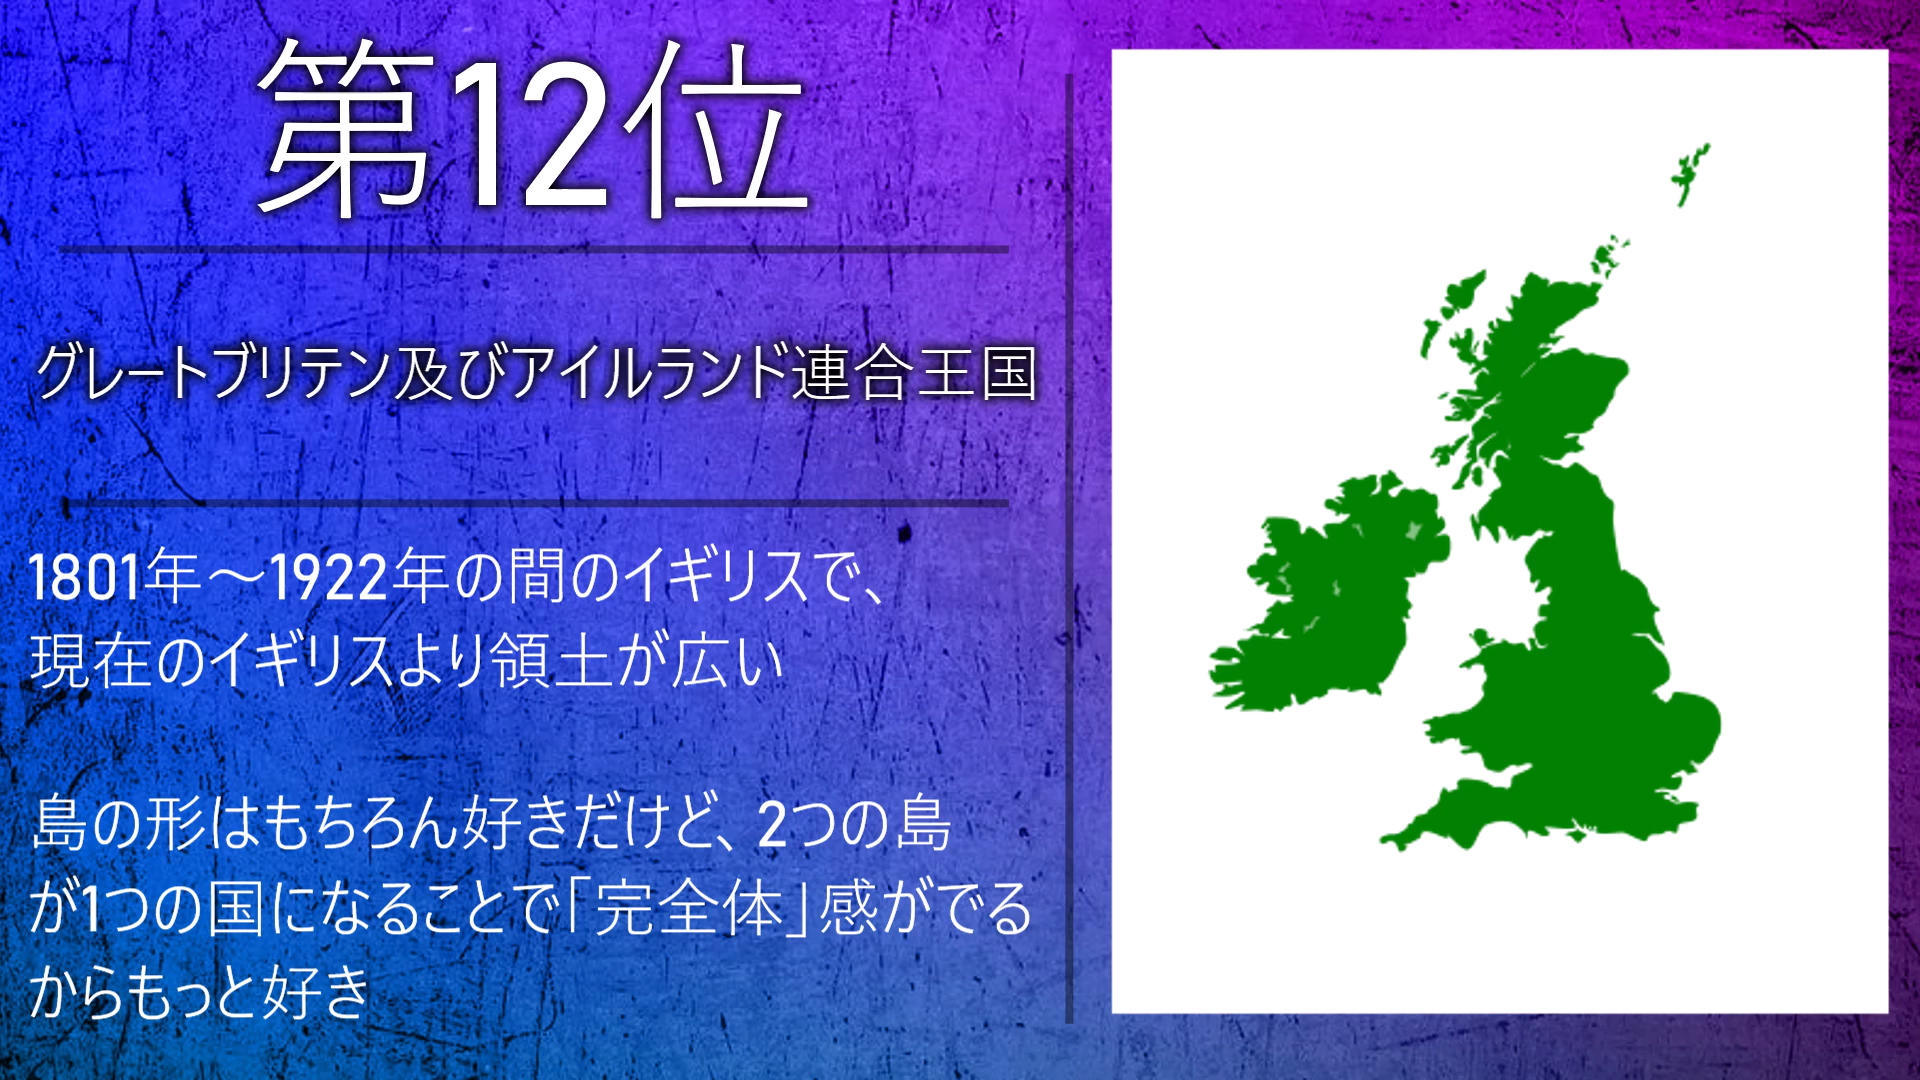 第12位
グレートブリテン及びアイルランド連合王国
1801年～1922年の間のイギリスで、
現在のイギリスより領土が広い
島の形はもちろん好きだけど、2つの島
が1つの国になることで「完全体」感がでる
からもっと好き